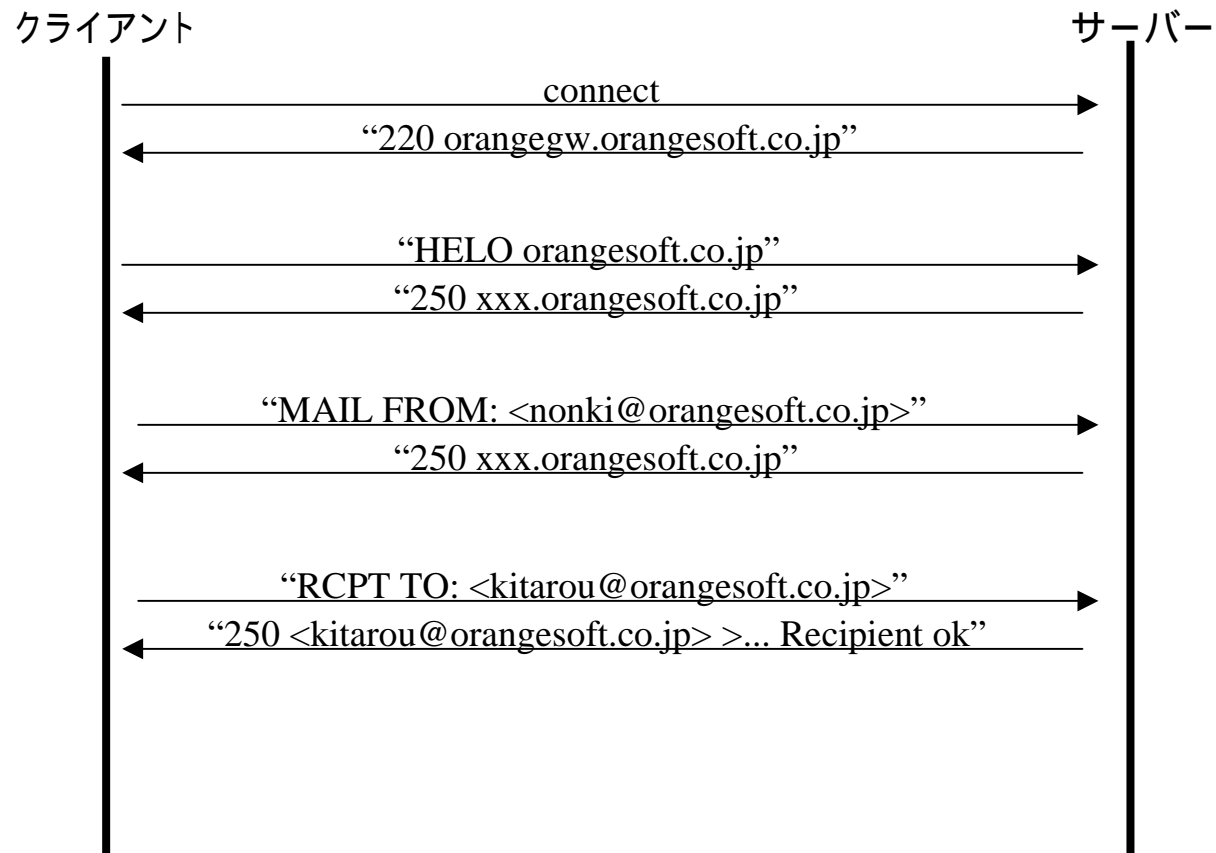 クライアント
サーバー
connect
“220 orangegw.orangesoft.co.jp”
“HELO orangesoft.co.jp”
“250 xxx.orangesoft.co.jp”
“MAIL FROM: <nonki@orangesoft.co.jp>”
“250 xxx.orangesoft.co.jp”
“RCPT TO: <kitarou@orangesoft.co.jp>”
“250 <kitarou@orangesoft.co.jp> >... Recipient ok”